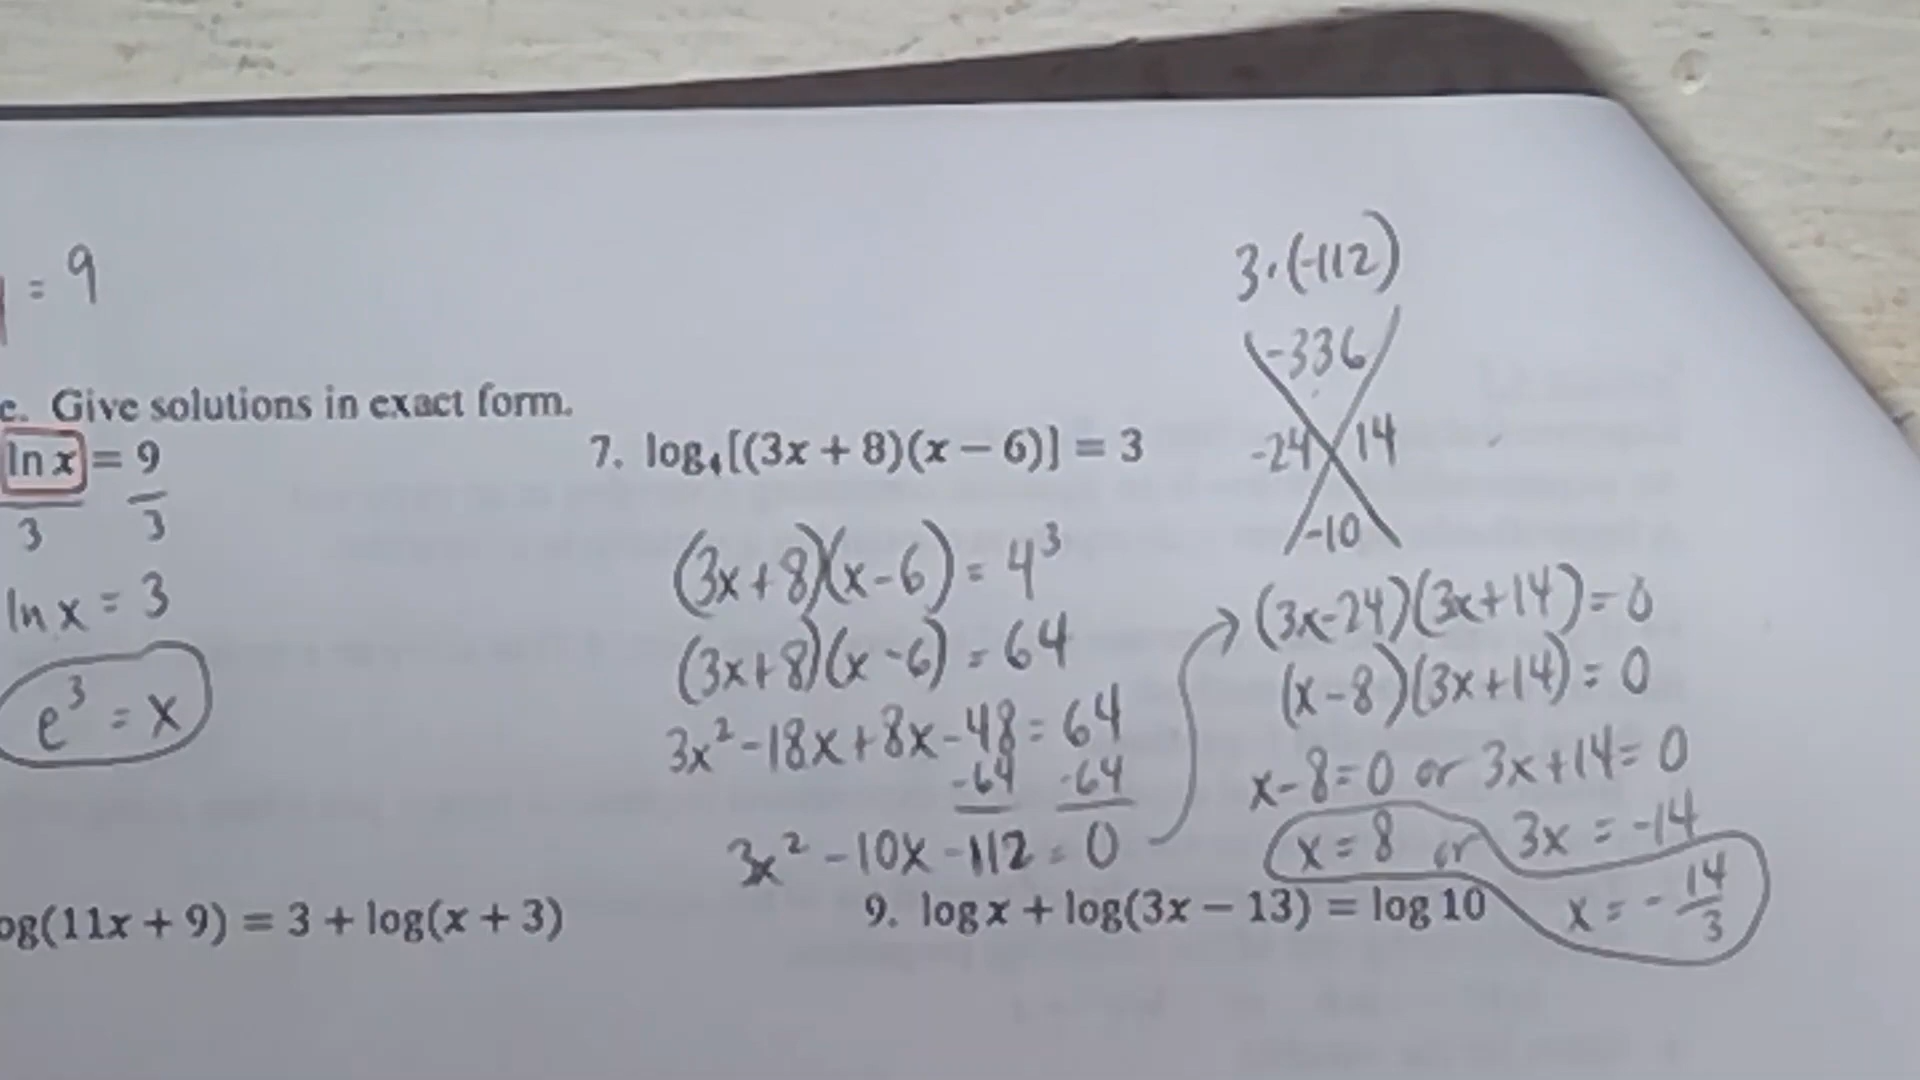 = 9
e. Give solutions in exact form.
ln x = 9
3 3
ln x = 3
e³ = x
og(11x + 9) = 3 + log(x + 3)
7. log₄[(3x + 8)(x − 6)] = 3
(3x+8)(x-6) = 4³
(3x+8)(x-6) = 64
3x² - 18x + 8x - 48 = 64
-64 -64
3x² - 10x - 112 = 0
3·(-112)
-336
-24 14
-10
(3x-24)(3x+14) = 0
(x-8)(3x+14) = 0
x-8=0 or 3x+14=0
x = 8 or 3x = -14
x = - 14/3
9. log x + log(3x − 13) = log 10